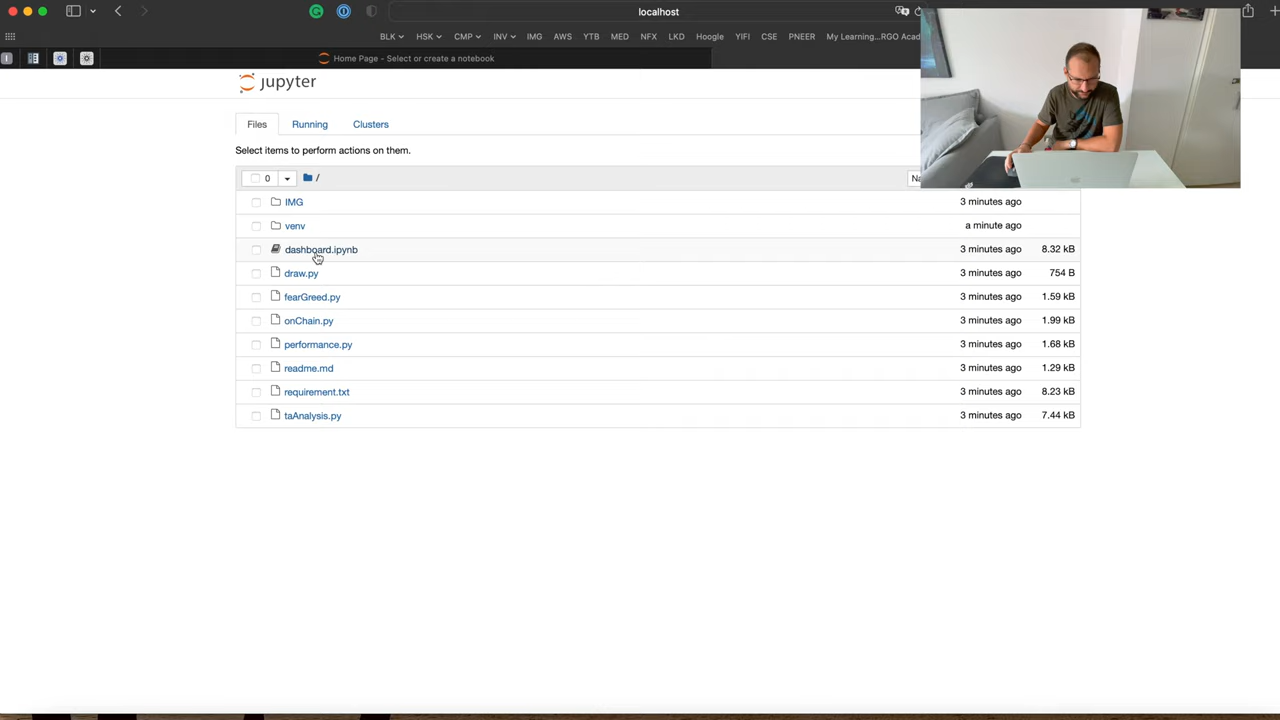 localhost
BLK HSK CMP INV IMG AWS YTB MED NFX LKD Hoogle YIFI CSE PNEER My Learning...RGO Acad
Home Page - Select or create a notebook
jupyter
Files Running Clusters
Select items to perform actions on them.
0 / Na
IMG 3 minutes ago
venv a minute ago
dashboard.ipynb 3 minutes ago 8.32 kB
draw.py 3 minutes ago 754 B
fearGreed.py 3 minutes ago 1.59 kB
onChain.py 3 minutes ago 1.99 kB
performance.py 3 minutes ago 1.68 kB
readme.md 3 minutes ago 1.29 kB
requirement.txt 3 minutes ago 8.23 kB
taAnalysis.py 3 minutes ago 7.44 kB